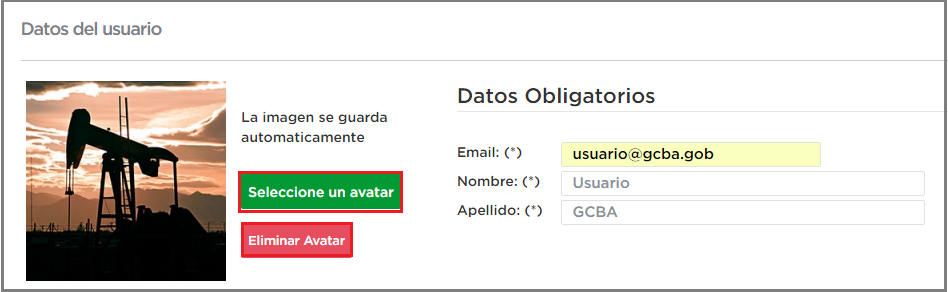 Datos del usuario
La imagen se guarda
automaticamente
Seleccione un avatar
Eliminar Avatar
Datos Obligatorios
Email: (*) usuario@gcba.gob
Nombre: (*) Usuario
Apellido: (*) GCBA